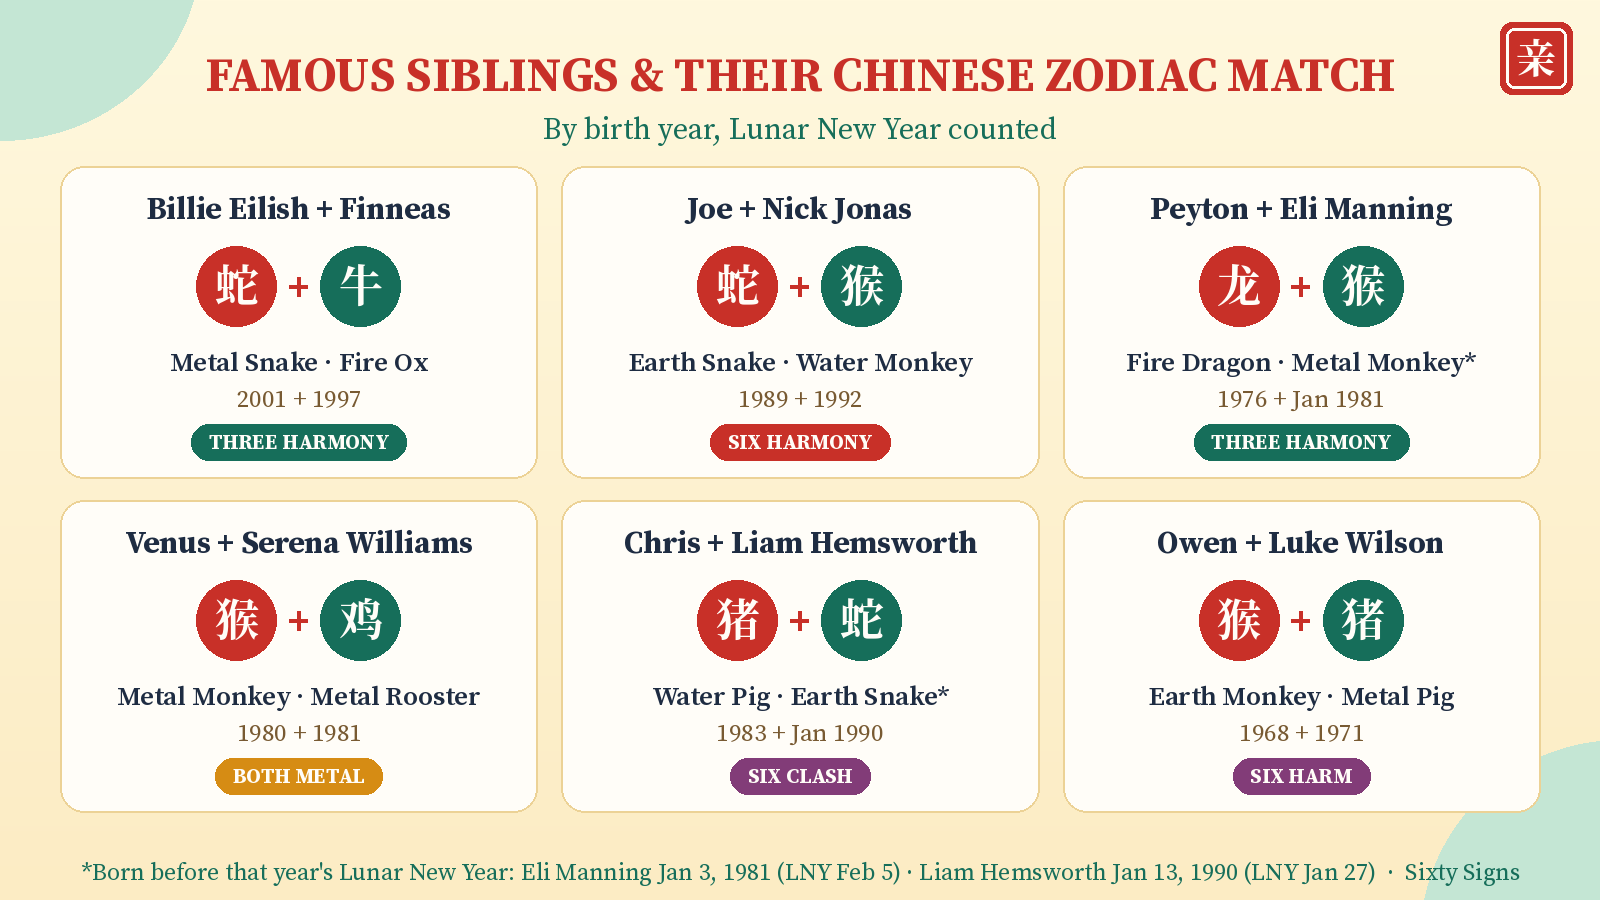 FAMOUS SIBLINGS & THEIR CHINESE ZODIAC MATCH
亲
By birth year, Lunar New Year counted
Billie Eilish + Finneas
蛇 + 牛
Metal Snake · Fire Ox
2001 + 1997
THREE HARMONY
Joe + Nick Jonas
蛇 + 猴
Earth Snake · Water Monkey
1989 + 1992
SIX HARMONY
Peyton + Eli Manning
龙 + 猴
Fire Dragon · Metal Monkey*
1976 + Jan 1981
THREE HARMONY
Venus + Serena Williams
猴 + 鸡
Metal Monkey · Metal Rooster
1980 + 1981
BOTH METAL
Chris + Liam Hemsworth
猪 + 蛇
Water Pig · Earth Snake*
1983 + Jan 1990
SIX CLASH
Owen + Luke Wilson
猴 + 猪
Earth Monkey · Metal Pig
1968 + 1971
SIX HARM
*Born before that year's Lunar New Year: Eli Manning Jan 3, 1981 (LNY Feb 5) · Liam Hemsworth Jan 13, 1990 (LNY Jan 27) · Sixty Signs